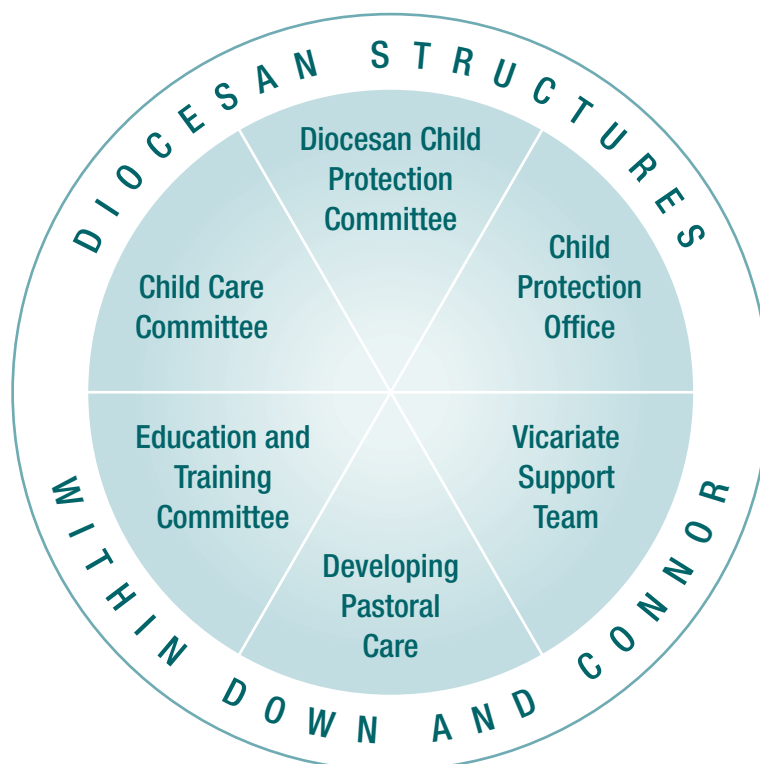 DIOCESAN STRUCTURES
Diocesan Child
Protection
Committee
Child
Protection
Office
Vicariate
Support
Team
Developing
Pastoral
Care
Education and
Training
Committee
Child Care
Committee
WITHIN DOWN AND CONNOR